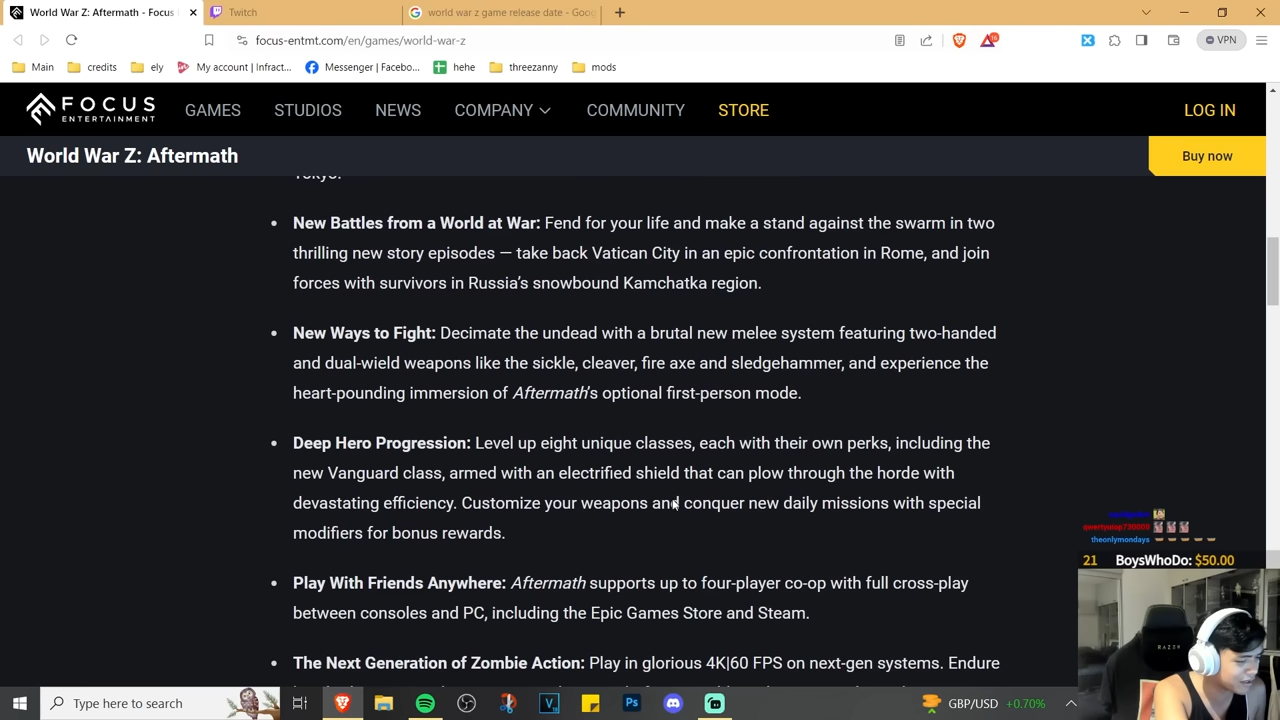 World War Z: Aftermath - Focus
Twitch
world war z game release date - Goo
focus-entmt.com/en/games/world-war-z
VPN
Main
credits
ely
My account | Infract...
Messenger | Faceboo...
hehe
threezanny
mods
FOCUS
ENTERTAINMENT
GAMES
STUDIOS
NEWS
COMPANY
COMMUNITY
STORE
LOG IN
World War Z: Aftermath
Buy now
Tokyo.
New Battles from a World at War: Fend for your life and make a stand against the swarm in two
thrilling new story episodes — take back Vatican City in an epic confrontation in Rome, and join
forces with survivors in Russia's snowbound Kamchatka region.
New Ways to Fight: Decimate the undead with a brutal new melee system featuring two-handed
and dual-wield weapons like the sickle, cleaver, fire axe and sledgehammer, and experience the
heart-pounding immersion of Aftermath's optional first-person mode.
Deep Hero Progression: Level up eight unique classes, each with their own perks, including the
new Vanguard class, armed with an electrified shield that can plow through the horde with
devastating efficiency. Customize your weapons and conquer new daily missions with special
modifiers for bonus rewards.
Play With Friends Anywhere: Aftermath supports up to four-player co-op with full cross-play
between consoles and PC, including the Epic Games Store and Steam.
The Next Generation of Zombie Action: Play in glorious 4K|60 FPS on next-gen systems. Endure
theonlymondays
21 BoysWhoDo: $50.00
RAZER
Type here to search
GBP/USD +0.70%